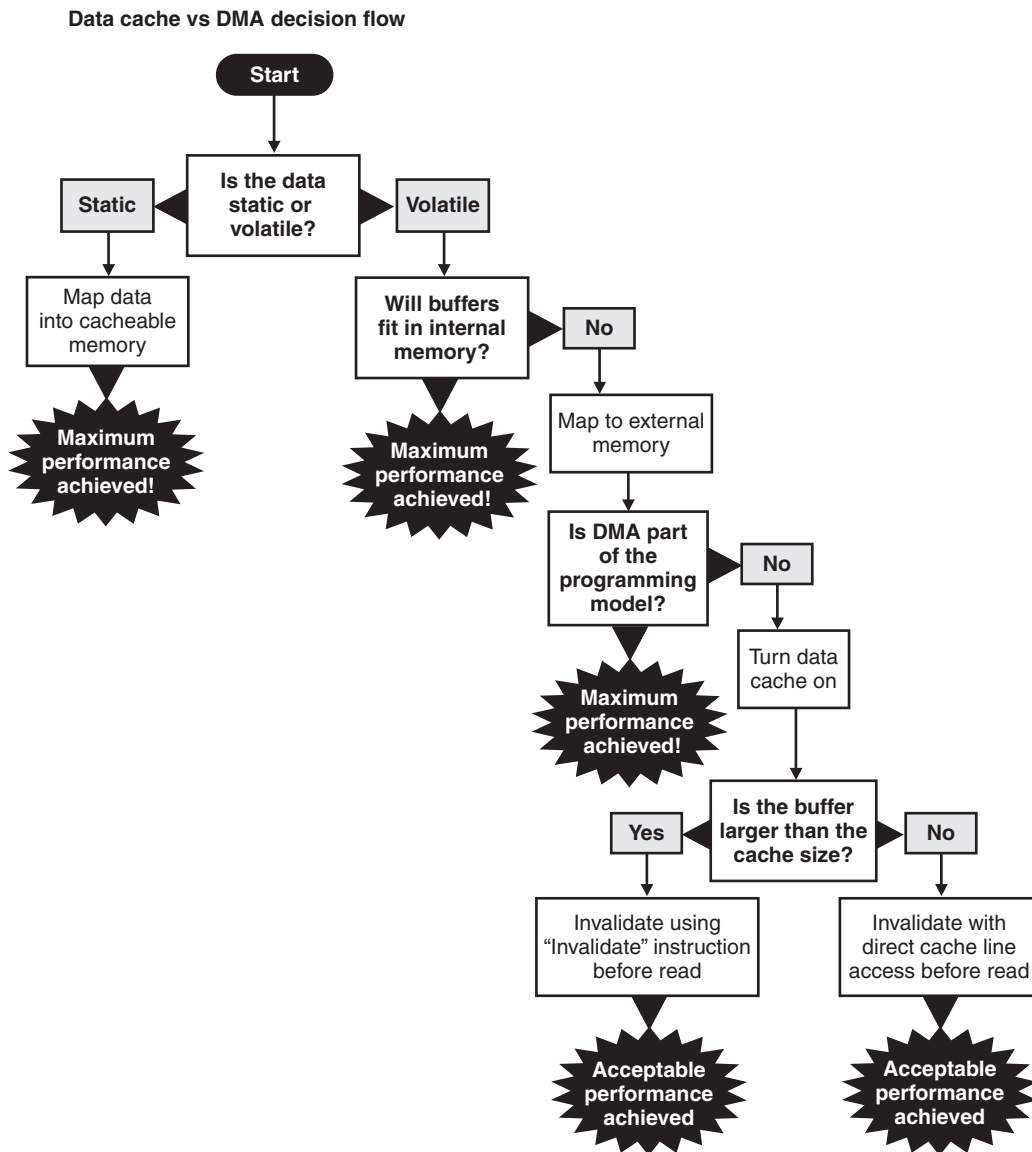 Data cache vs DMA decision flow
Start
Is the data
static or
volatile?
Static
Volatile
Map data
into cacheable
memory
Will buffers
fit in internal
memory?
No
Maximum
performance
achieved!
Maximum
performance
achieved!
Map to external
memory
Is DMA part
of the
programming
model?
No
Maximum
performance
achieved!
Turn data
cache on
Is the buffer
larger than the
cache size?
Yes
No
Invalidate using
“Invalidate” instruction
before read
Invalidate with
direct cache line
access before read
Acceptable
performance
achieved
Acceptable
performance
achieved